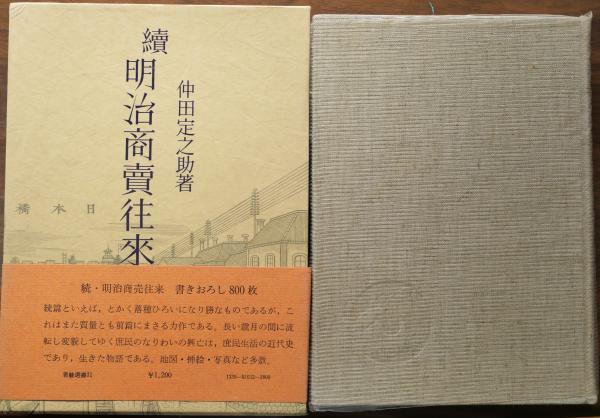 續
明治商賣往來
仲田定之助著
日本橋
続・明治商売往来 書きおろし800枚
続篇といえば、とかく落穂ひろいになり勝なものであるが、こ
れはまた質量とも前篇にまさる力作である。長い歳月の間に流
転し変貌してゆく庶民のなりわいの興亡は、庶民生活の近代史
であり、生きた物語である。地図・挿絵・写真など多数。
青蛙選書
¥1,200